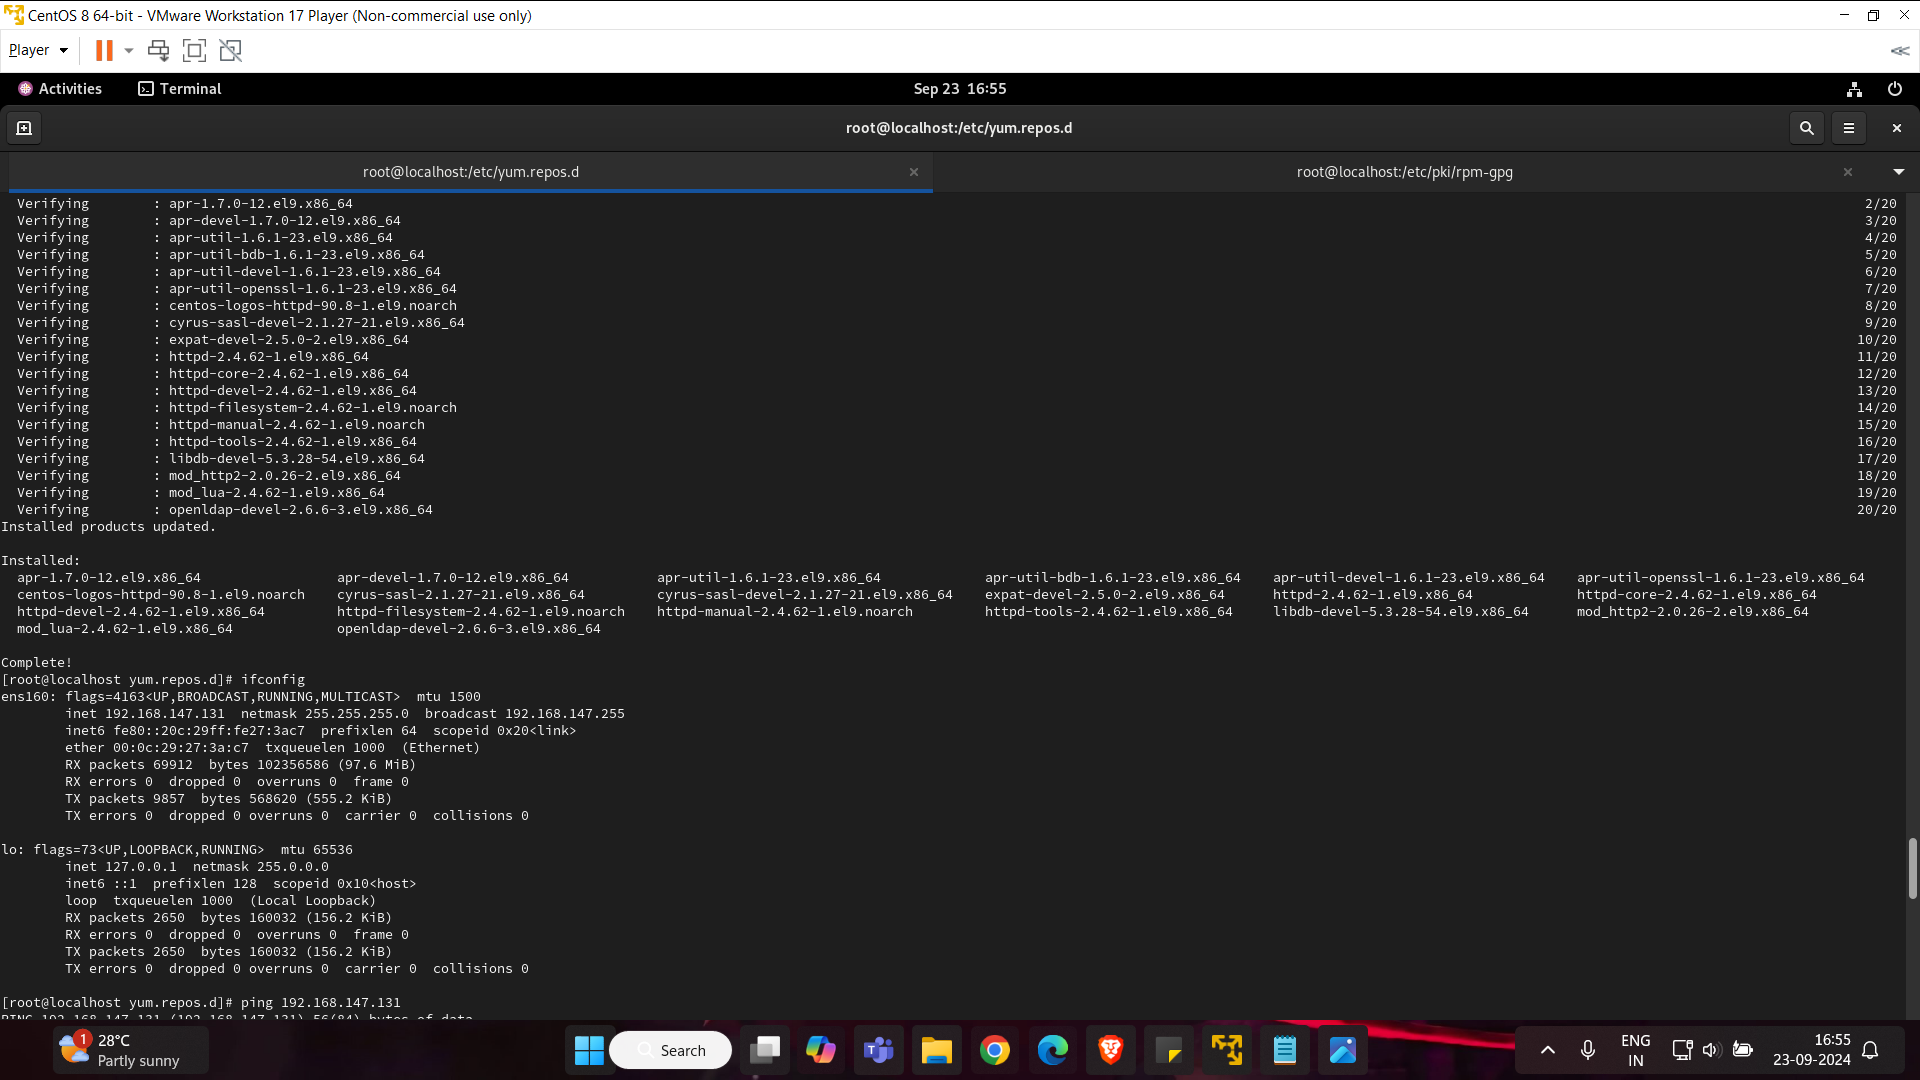 CentOS 8 64-bit - VMware Workstation 17 Player (Non-commercial use only)
Player
Activities Terminal Sep 23 16:55
root@localhost:/etc/yum.repos.d
root@localhost:/etc/yum.repos.d root@localhost:/etc/pki/rpm-gpg
Verifying : apr-1.7.0-12.el9.x86_64 2/20
Verifying : apr-devel-1.7.0-12.el9.x86_64 3/20
Verifying : apr-util-1.6.1-23.el9.x86_64 4/20
Verifying : apr-util-bdb-1.6.1-23.el9.x86_64 5/20
Verifying : apr-util-devel-1.6.1-23.el9.x86_64 6/20
Verifying : apr-util-openssl-1.6.1-23.el9.x86_64 7/20
Verifying : centos-logos-httpd-90.8-1.el9.noarch 8/20
Verifying : cyrus-sasl-devel-2.1.27-21.el9.x86_64 9/20
Verifying : expat-devel-2.5.0-2.el9.x86_64 10/20
Verifying : httpd-2.4.62-1.el9.x86_64 11/20
Verifying : httpd-core-2.4.62-1.el9.x86_64 12/20
Verifying : httpd-devel-2.4.62-1.el9.x86_64 13/20
Verifying : httpd-filesystem-2.4.62-1.el9.noarch 14/20
Verifying : httpd-manual-2.4.62-1.el9.noarch 15/20
Verifying : httpd-tools-2.4.62-1.el9.x86_64 16/20
Verifying : libdb-devel-5.3.28-54.el9.x86_64 17/20
Verifying : mod_http2-2.0.26-2.el9.x86_64 18/20
Verifying : mod_lua-2.4.62-1.el9.x86_64 19/20
Verifying : openldap-devel-2.6.6-3.el9.x86_64 20/20
Installed products updated.
Installed:
apr-1.7.0-12.el9.x86_64 apr-devel-1.7.0-12.el9.x86_64 apr-util-1.6.1-23.el9.x86_64 apr-util-bdb-1.6.1-23.el9.x86_64 apr-util-devel-1.6.1-23.el9.x86_64 apr-util-openssl-1.6.1-23.el9.x86_64
centos-logos-httpd-90.8-1.el9.noarch cyrus-sasl-2.1.27-21.el9.x86_64 cyrus-sasl-devel-2.1.27-21.el9.x86_64 expat-devel-2.5.0-2.el9.x86_64 httpd-2.4.62-1.el9.x86_64 httpd-core-2.4.62-1.el9.x86_64
httpd-devel-2.4.62-1.el9.x86_64 httpd-filesystem-2.4.62-1.el9.noarch httpd-manual-2.4.62-1.el9.noarch httpd-tools-2.4.62-1.el9.x86_64 libdb-devel-5.3.28-54.el9.x86_64 mod_http2-2.0.26-2.el9.x86_64
mod_lua-2.4.62-1.el9.x86_64 openldap-devel-2.6.6-3.el9.x86_64
Complete!
[root@localhost yum.repos.d]# ifconfig
ens160: flags=4163<UP,BROADCAST,RUNNING,MULTICAST> mtu 1500
inet 192.168.147.131 netmask 255.255.255.0 broadcast 192.168.147.255
inet6 fe80::20c:29ff:fe27:3ac7 prefixlen 64 scopeid 0x20<link>
ether 00:0c:29:27:3a:c7 txqueuelen 1000 (Ethernet)
RX packets 69912 bytes 102356586 (97.6 MiB)
RX errors 0 dropped 0 overruns 0 frame 0
TX packets 9857 bytes 568620 (555.2 KiB)
TX errors 0 dropped 0 overruns 0 carrier 0 collisions 0
lo: flags=73<UP,LOOPBACK,RUNNING> mtu 65536
inet 127.0.0.1 netmask 255.0.0.0
inet6 ::1 prefixlen 128 scopeid 0x10<host>
loop txqueuelen 1000 (Local Loopback)
RX packets 2650 bytes 160032 (156.2 KiB)
RX errors 0 dropped 0 overruns 0 frame 0
TX packets 2650 bytes 160032 (156.2 KiB)
TX errors 0 dropped 0 overruns 0 carrier 0 collisions 0
[root@localhost yum.repos.d]# ping 192.168.147.131
PING 192.168.147.131 (192.168.147.131) 56(84) bytes of data.
1 28°C
Partly sunny
Search
ENG
IN
16:55
23-09-2024